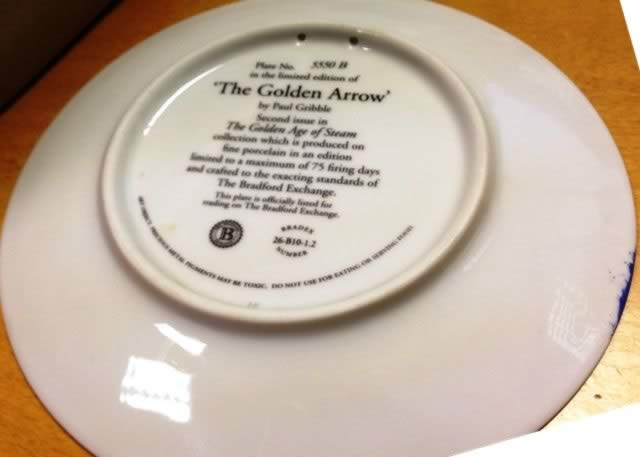 Plate No. 5550 B
in the limited edition of
'The Golden Arrow'
by Paul Gribble
Second issue in
The Golden Age of Steam
collection which is produced on
fine porcelain in an edition
limited to a maximum of 75 firing days
and crafted to the exacting standards of
The Bradford Exchange.
This plate is officially listed for
trading on The Bradford Exchange.
B
BRADEX
26-B10-1.2
NUMBER
ART OBJECT: PRECIOUS METAL PIGMENTS MAY BE TOXIC. DO NOT USE FOR EATING OR SERVING FOOD.